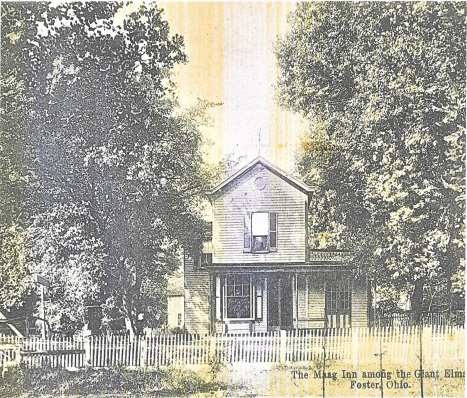 The Maag Inn among the Giant Elms
Foster, Ohio.